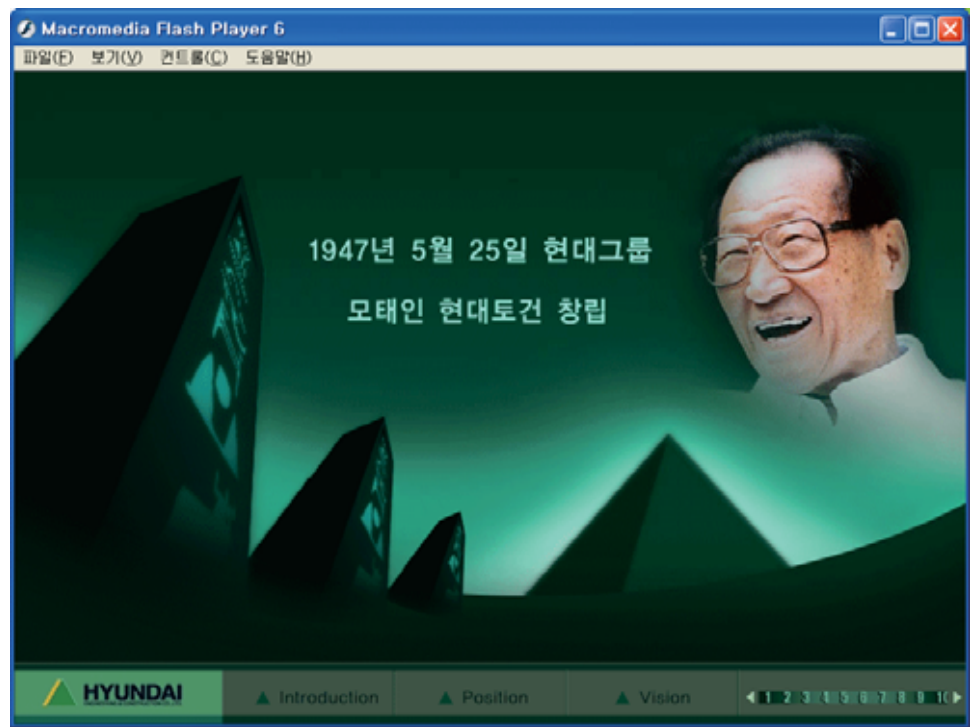 Macromedia Flash Player 6
파일(F) 보기(V) 컨트롤(C) 도움말(H)
1947년 5월 25일 현대그룹
모태인 현대토건 창립
HYUNDAI
▲ Introduction ▲ Position ▲ Vision
1 2 3 4 5 6 7 8 9 10